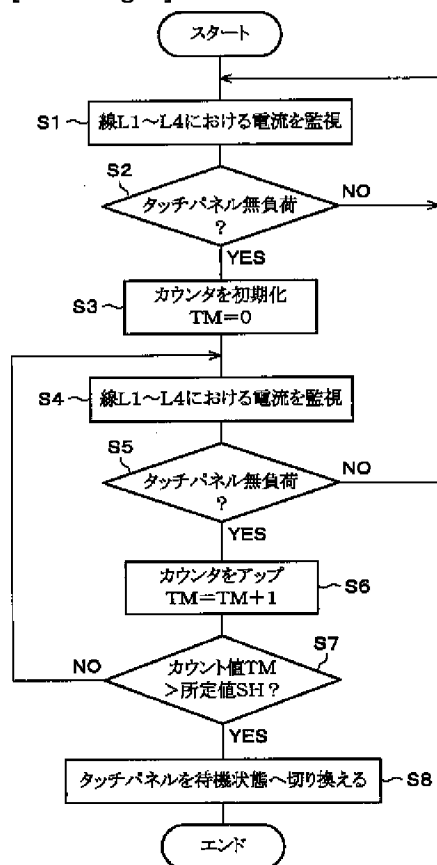 スタート
S1
線L1～L4における電流を監視
S2
タッチパネル無負荷
?
NO
YES
S3
カウンタを初期化
TM=0
S4
線L1～L4における電流を監視
S5
タッチパネル無負荷
?
NO
YES
カウンタをアップ
TM=TM+1
S6
S7
カウント値TM
>所定値SH?
NO
YES
タッチパネルを待機状態へ切り換える
S8
エンド